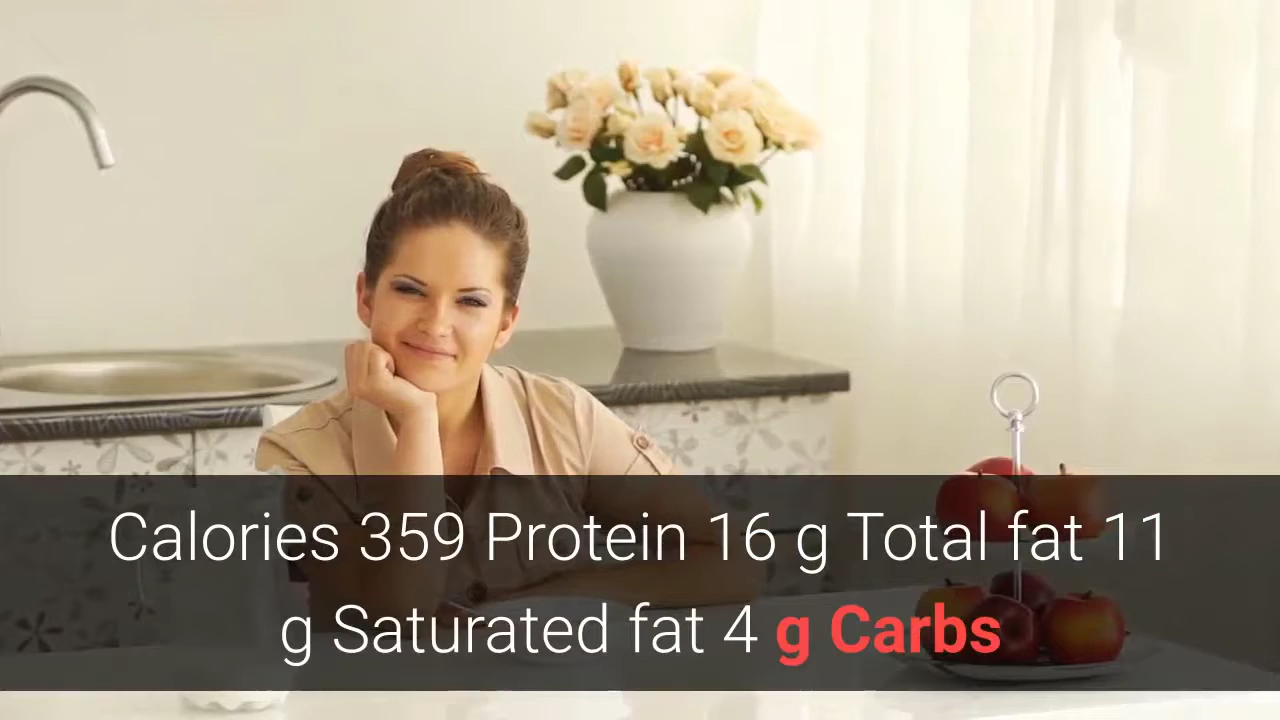 Calories 359 Protein 16 g Total fat 11
g Saturated fat 4 g Carbs